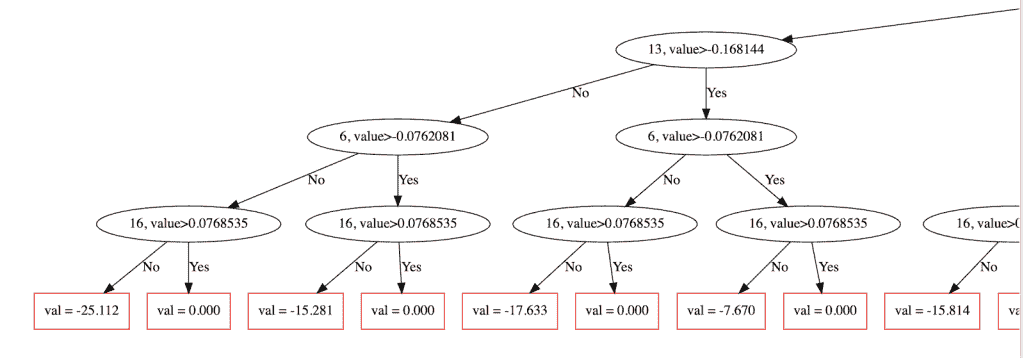 13, value>-0.168144
No
Yes
6, value>-0.0762081
6, value>-0.0762081
No
Yes
No
Yes
16, value>0.0768535
16, value>0.0768535
16, value>0.0768535
16, value>0.0768535
16, value>0
No
Yes
No
Yes
No
Yes
No
Yes
No
val = -25.112
val = 0.000
val = -15.281
val = 0.000
val = -17.633
val = 0.000
val = -7.670
val = 0.000
val = -15.814
va